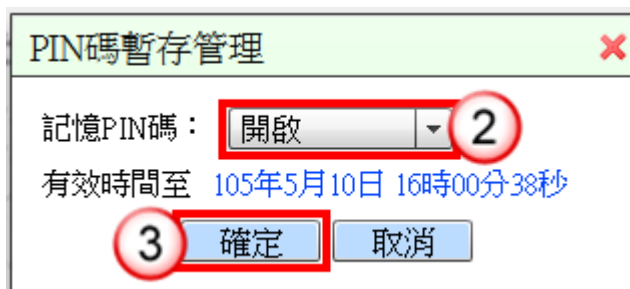 PIN碼暫存管理
記憶PIN碼： 開啟 2
有效時間至 105年5月10日 16時00分38秒
3 確定 取消